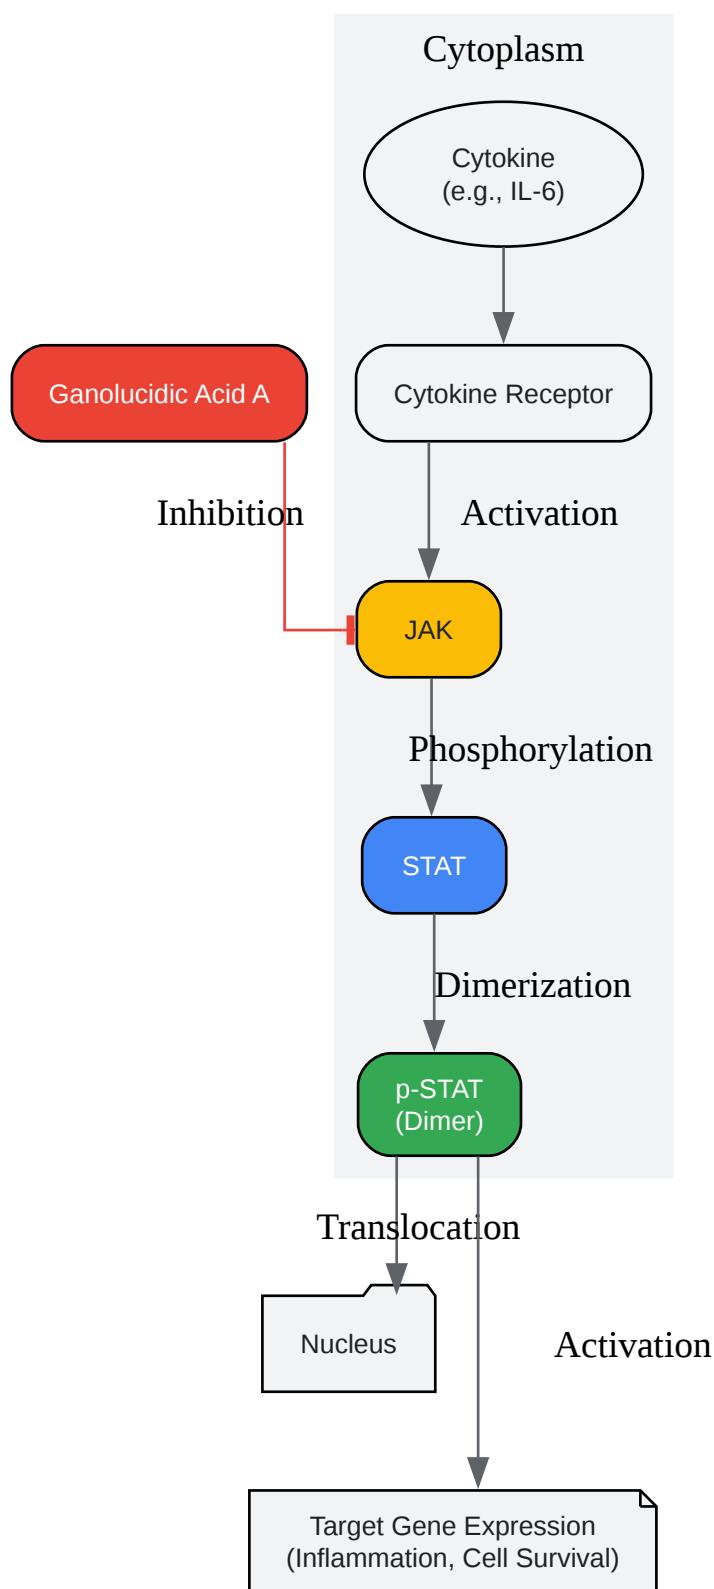 Cytoplasm
Cytokine
(e.g., IL-6)
Ganolucidic Acid A
Cytokine Receptor
Inhibition
Activation
JAK
Phosphorylation
STAT
Dimerization
p-STAT
(Dimer)
Translocation
Nucleus
Activation
Target Gene Expression
(Inflammation, Cell Survival)